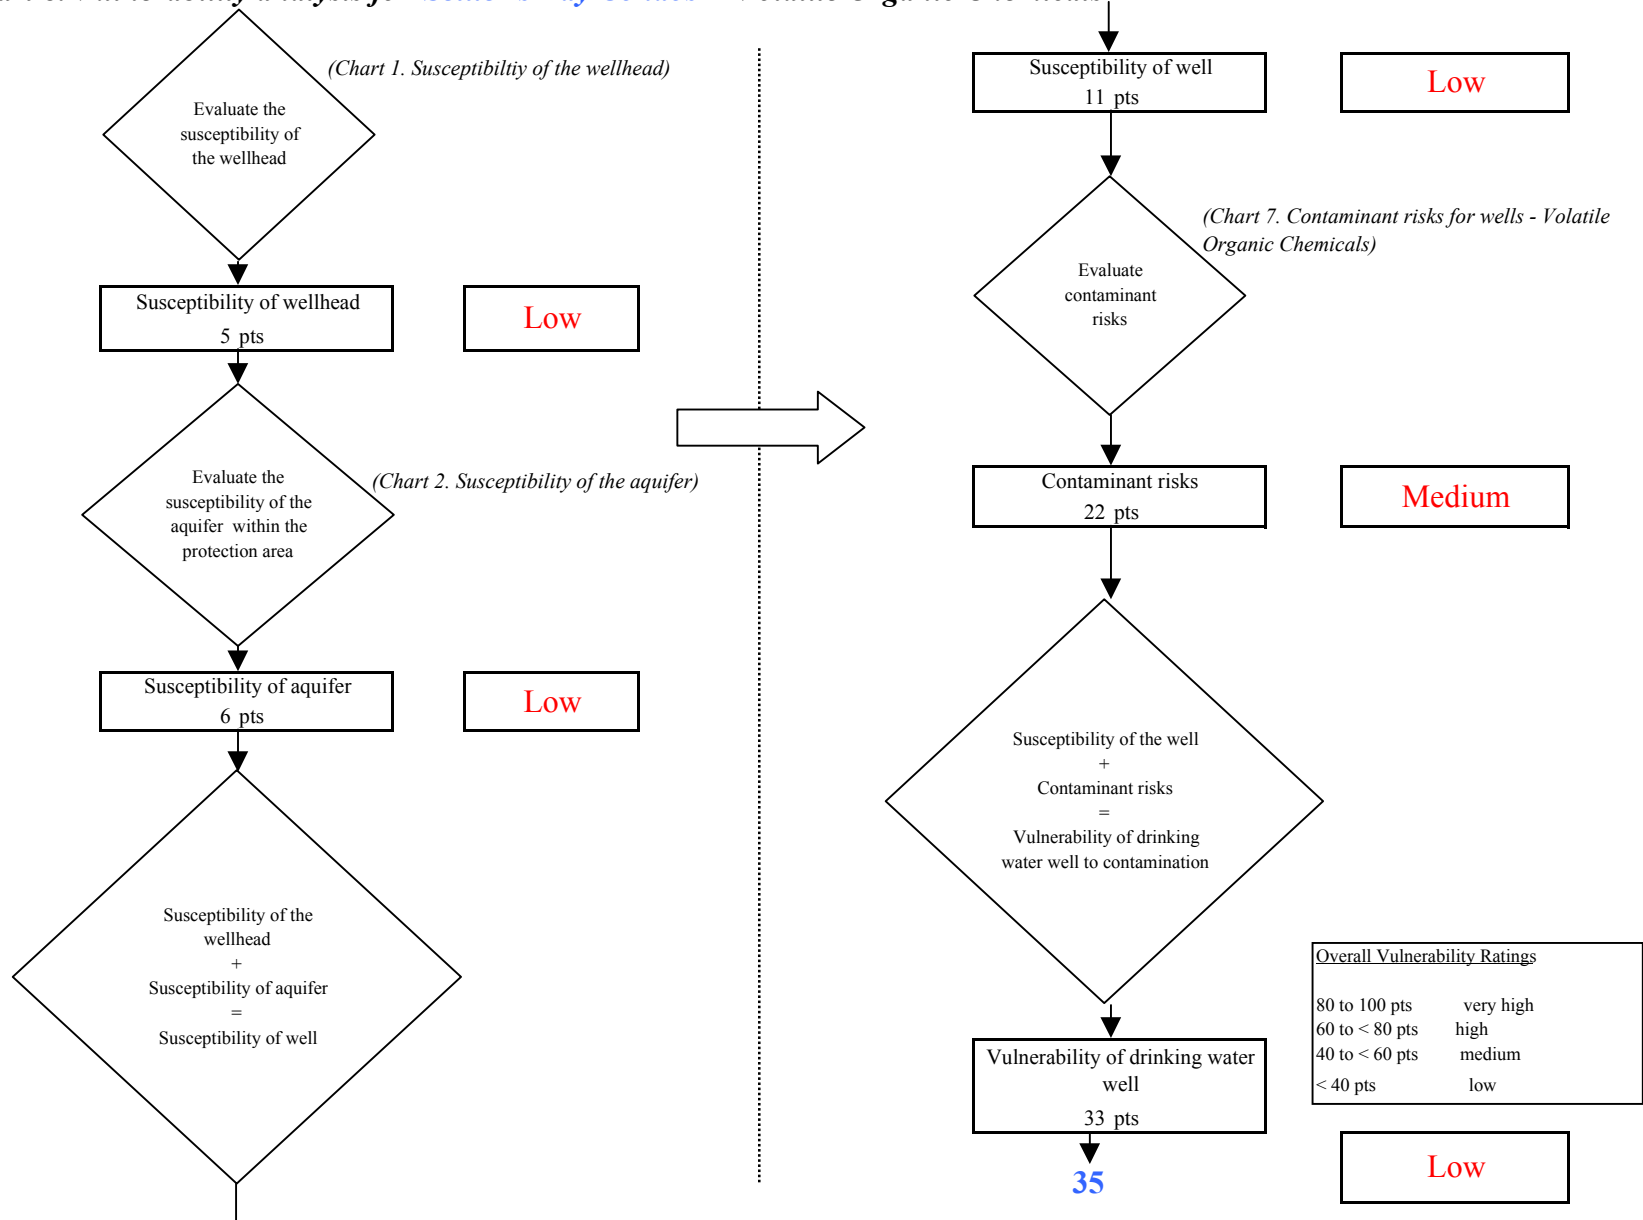 (Chart 1. Susceptibiltiy of the wellhead)
Evaluate the
susceptibility of
the wellhead
Susceptibility of wellhead
5 pts
Low
Evaluate the
susceptibility of the
aquifer within the
protection area
(Chart 2. Susceptibility of the aquifer)
Susceptibility of aquifer
6 pts
Low
Susceptibility of the
wellhead
+
Susceptibility of aquifer
=
Susceptibility of well
Susceptibility of well
11 pts
Low
(Chart 7. Contaminant risks for wells - Volatile
Organic Chemicals)
Evaluate
contaminant
risks
Contaminant risks
22 pts
Medium
Susceptibility of the well
+
Contaminant risks
=
Vulnerability of drinking
water well to contamination
Overall Vulnerability Ratings
80 to 100 pts very high
60 to < 80 pts high
40 to < 60 pts medium
< 40 pts low
Vulnerability of drinking water
well
33 pts
35
Low